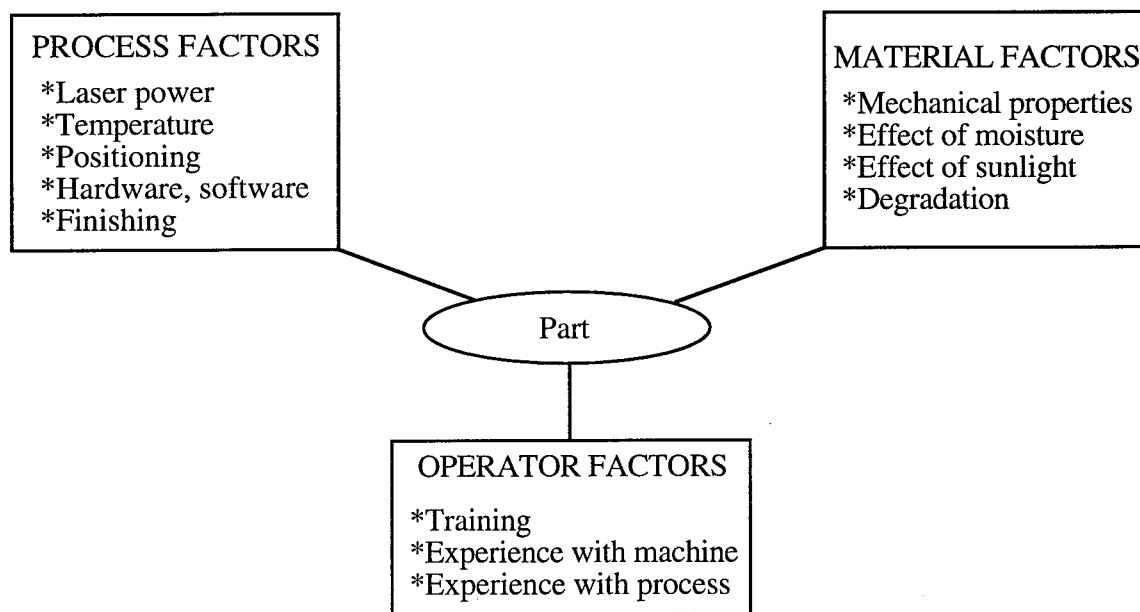 PROCESS FACTORS
*Laser power
*Temperature
*Positioning
*Hardware, software
*Finishing
MATERIAL FACTORS
*Mechanical properties
*Effect of moisture
*Effect of sunlight
*Degradation
Part
OPERATOR FACTORS
*Training
*Experience with machine
*Experience with process